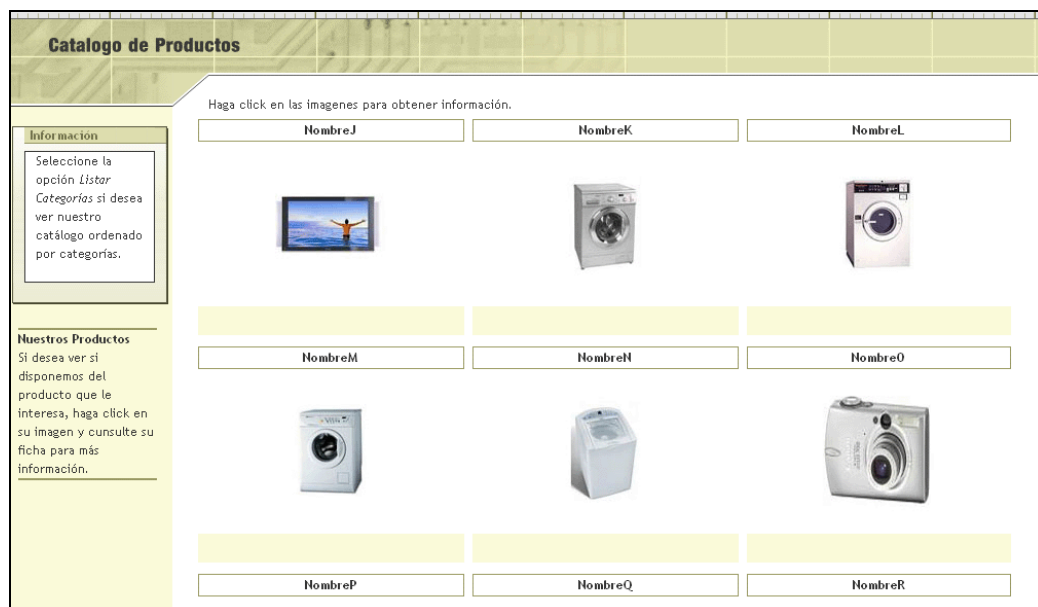 Catalogo de Productos
Haga click en las imagenes para obtener información.
Información
Seleccione la
opción Listar
Categorías si desea
ver nuestro
catálogo ordenado
por categorías.
Nuestros Productos
Si desea ver si
disponemos del
producto que le
interesa, haga click en
su imagen y cunsulte su
ficha para más
información.
NombreJ
NombreK
NombreL
NombreM
NombreN
NombreO
NombreP
NombreQ
NombreR